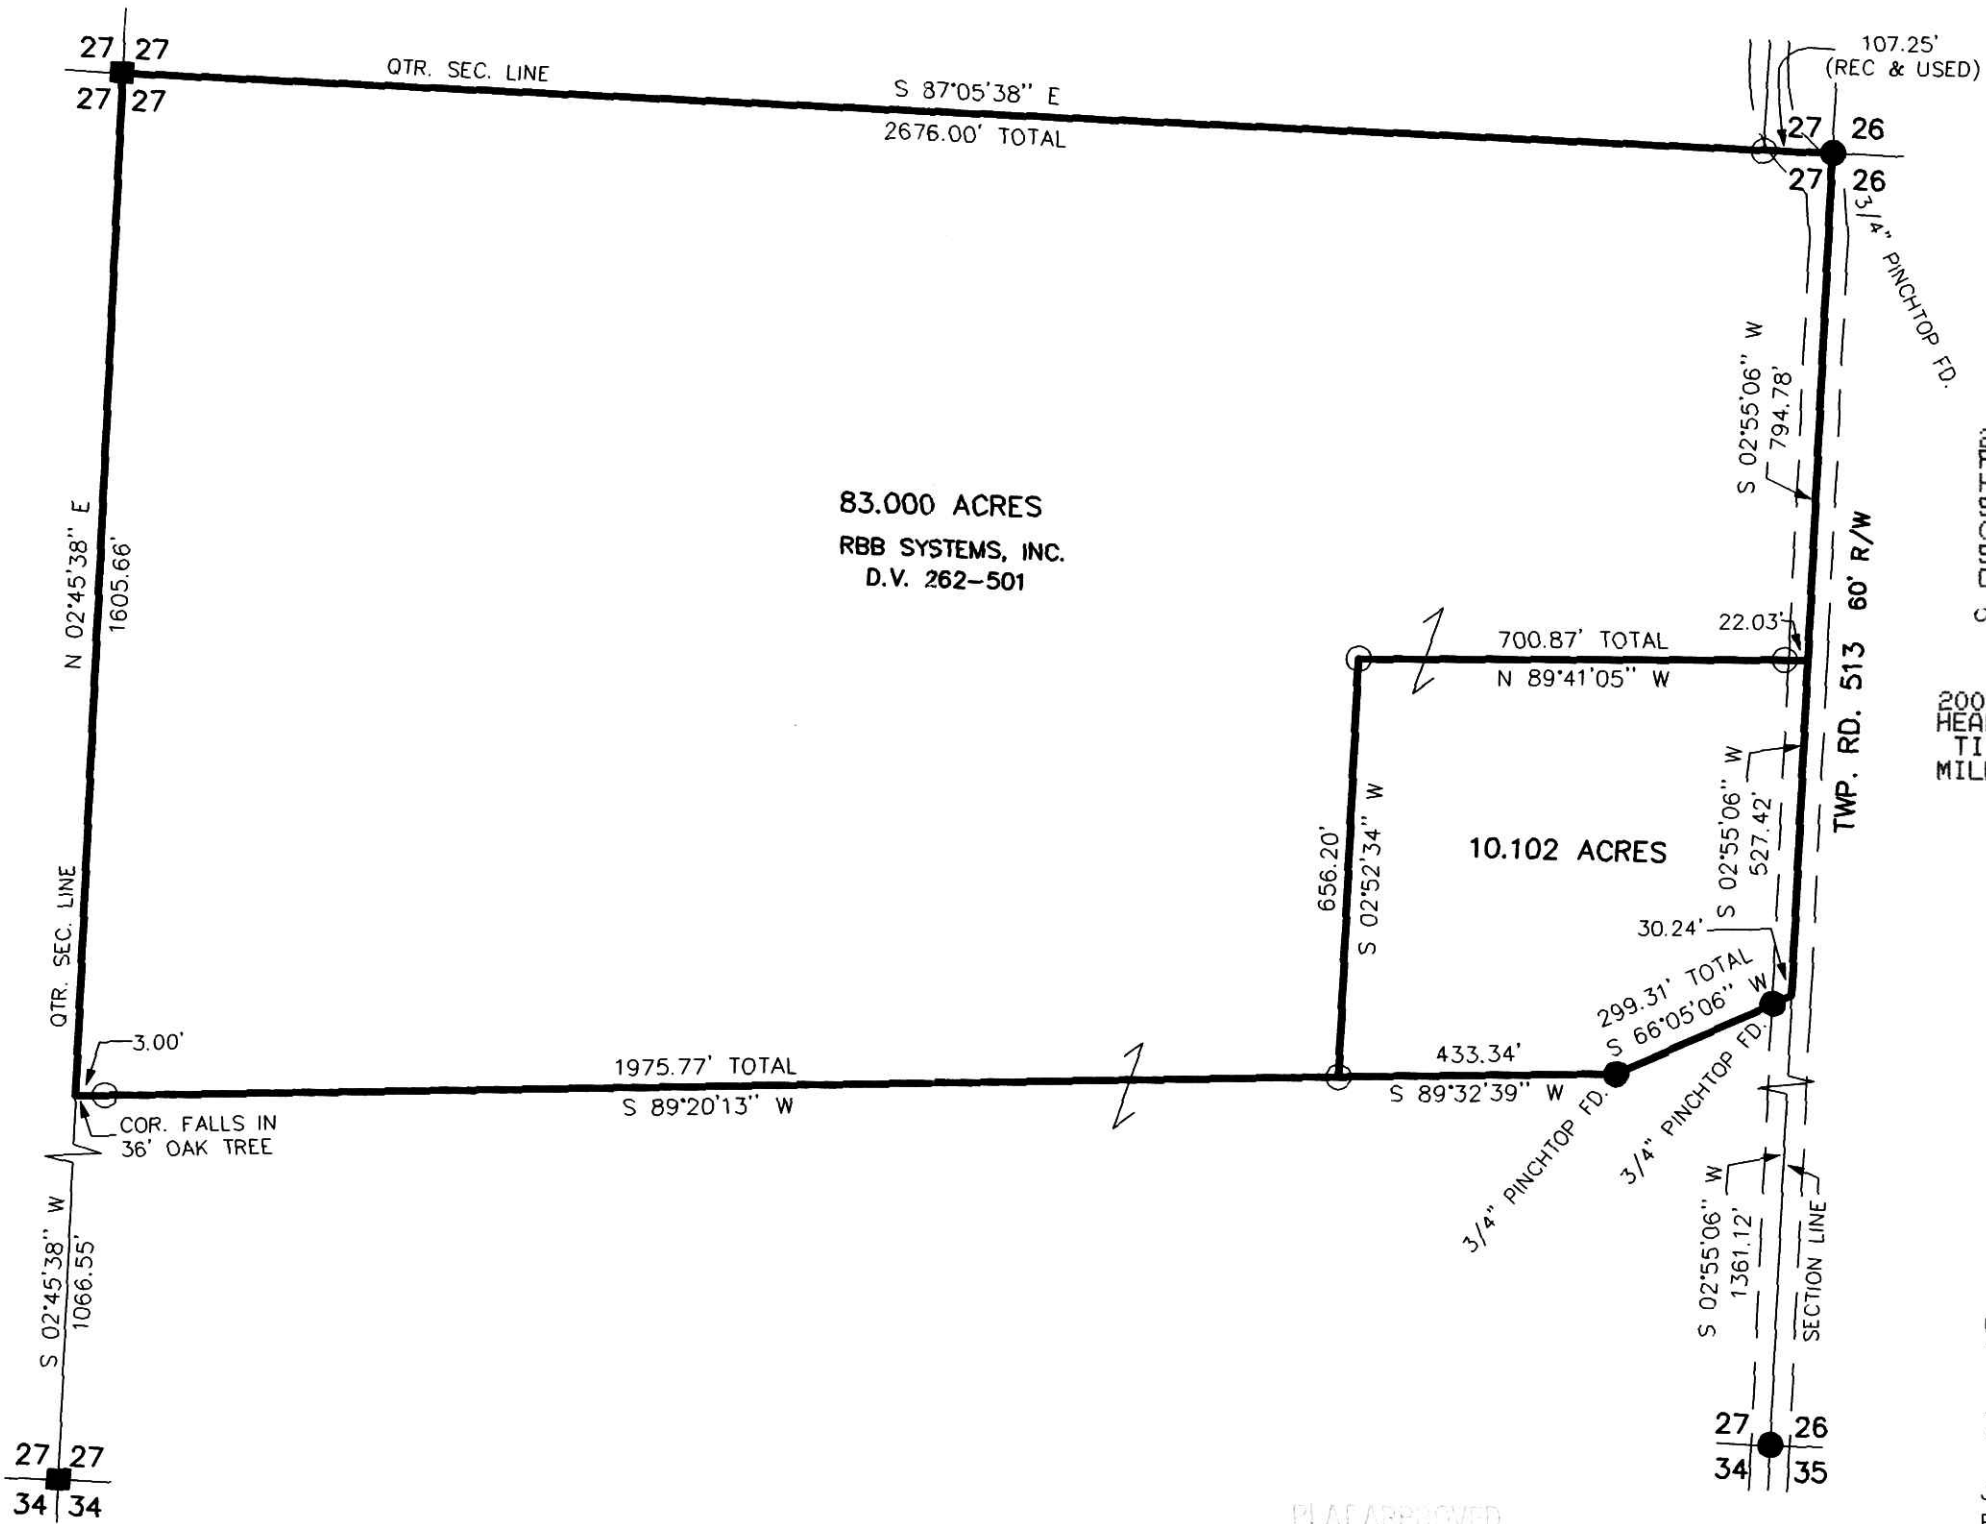 27 27
27 27
QTR. SEC. LINE
S 87°05'38" E
2676.00' TOTAL
107.25'
(REC & USED)
27 26
27 26
3/4" PINCHTOP FD.
S 02°55'06" W
794.78'
N 02°45'38" E
1605.66'
83.000 ACRES
RBB SYSTEMS, INC.
D.V. 262-501
TWP. RD. 513 60' R/W
22.03'
700.87' TOTAL
N 89°41'05" W
656.20'
S 02°52'34" W
10.102 ACRES
S 02°55'06" W
527.42'
30.24'
299.31' TOTAL
S 66°05'06" W
3/4" PINCHTOP FD.
3/4" PINCHTOP FD.
433.34'
S 89°32'39" W
QTR. SEC. LINE
3.00'
1975.77' TOTAL
S 89°20'13" W
COR. FALLS IN
36' OAK TREE
S 02°45'38" W
1066.55'
S 02°55'06" W
1361.12'
SECTION LINE
27 27
34 34
27 26
34 35
200
TI
PLAT APPROVED